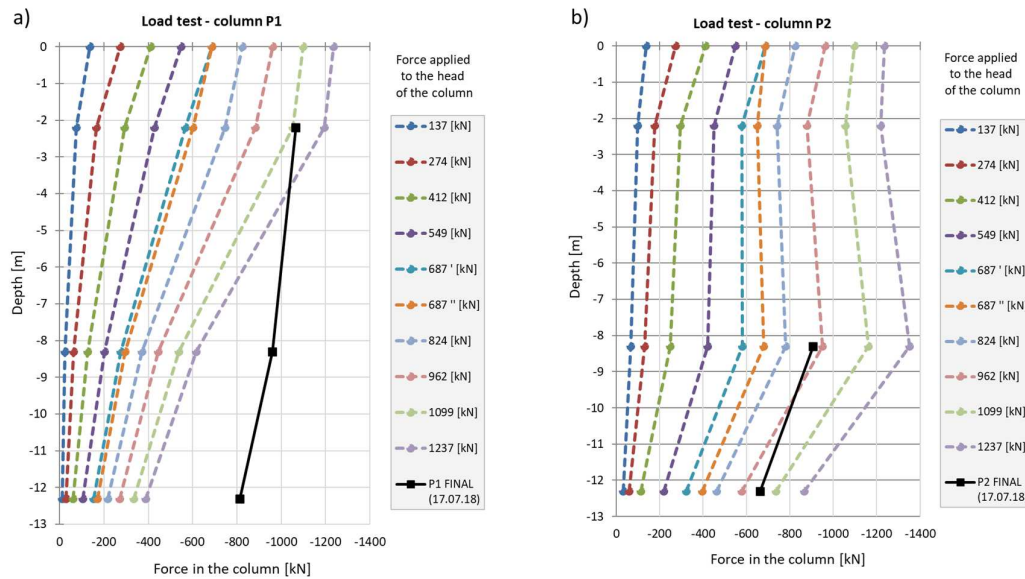 a)
Load test - column P1
0
-1
-2
-3
-4
-5
-6
-7
-8
-9
-10
-11
-12
-13
Depth [m]
0 -200 -400 -600 -800 -1000 -1200 -1400
Force in the column [kN]
Force applied
to the head
of the column
137 [kN]
274 [kN]
412 [kN]
549 [kN]
687 ' [kN]
687 '' [kN]
824 [kN]
962 [kN]
1099 [kN]
1237 [kN]
P1 FINAL
(17.07.18)
b)
Load test - column P2
0
-1
-2
-3
-4
-5
-6
-7
-8
-9
-10
-11
-12
-13
Depth [m]
0 -200 -400 -600 -800 -1000 -1200 -1400
Force in the column [kN]
Force applied
to the head
of the column
137 [kN]
274 [kN]
412 [kN]
549 [kN]
687 ' [kN]
687 '' [kN]
824 [kN]
962 [kN]
1099 [kN]
1237 [kN]
P2 FINAL
(17.07.18)